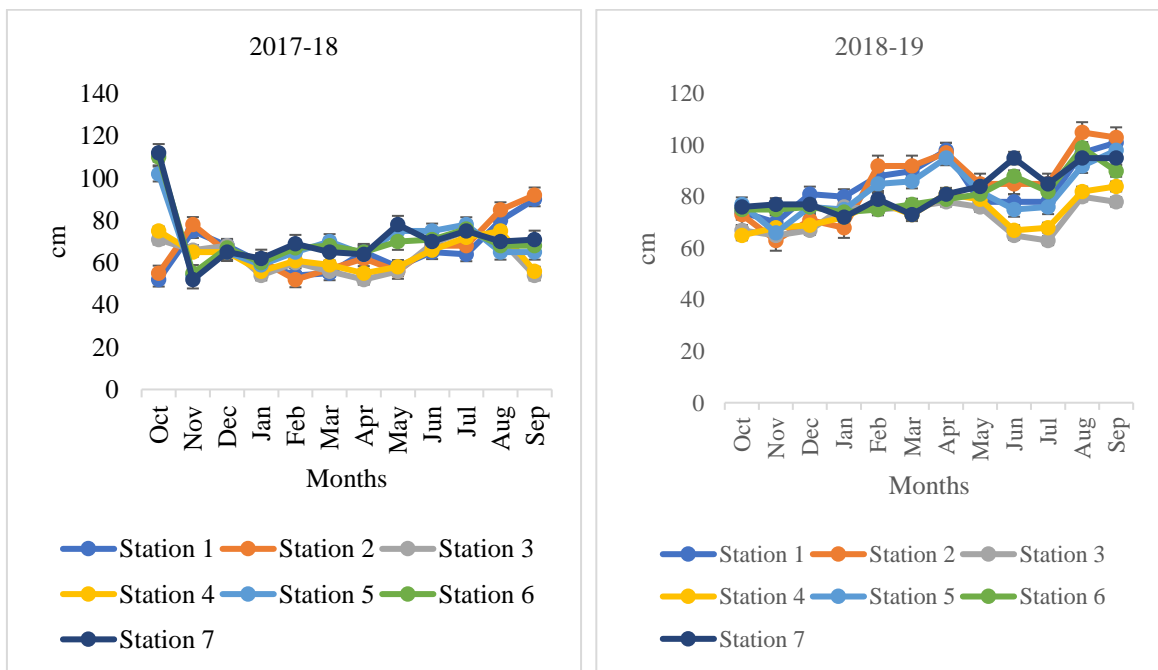 2017-18
cm
140
120
100
80
60
40
20
0
Oct
Nov
Dec
Jan
Feb
Mar
Apr
May
Jun
Jul
Aug
Sep
Months
Station 1 Station 2 Station 3
Station 4 Station 5 Station 6
Station 7
2018-19
cm
120
100
80
60
40
20
0
Oct
Nov
Dec
Jan
Feb
Mar
Apr
May
Jun
Jul
Aug
Sep
Months
Station 1 Station 2 Station 3
Station 4 Station 5 Station 6
Station 7